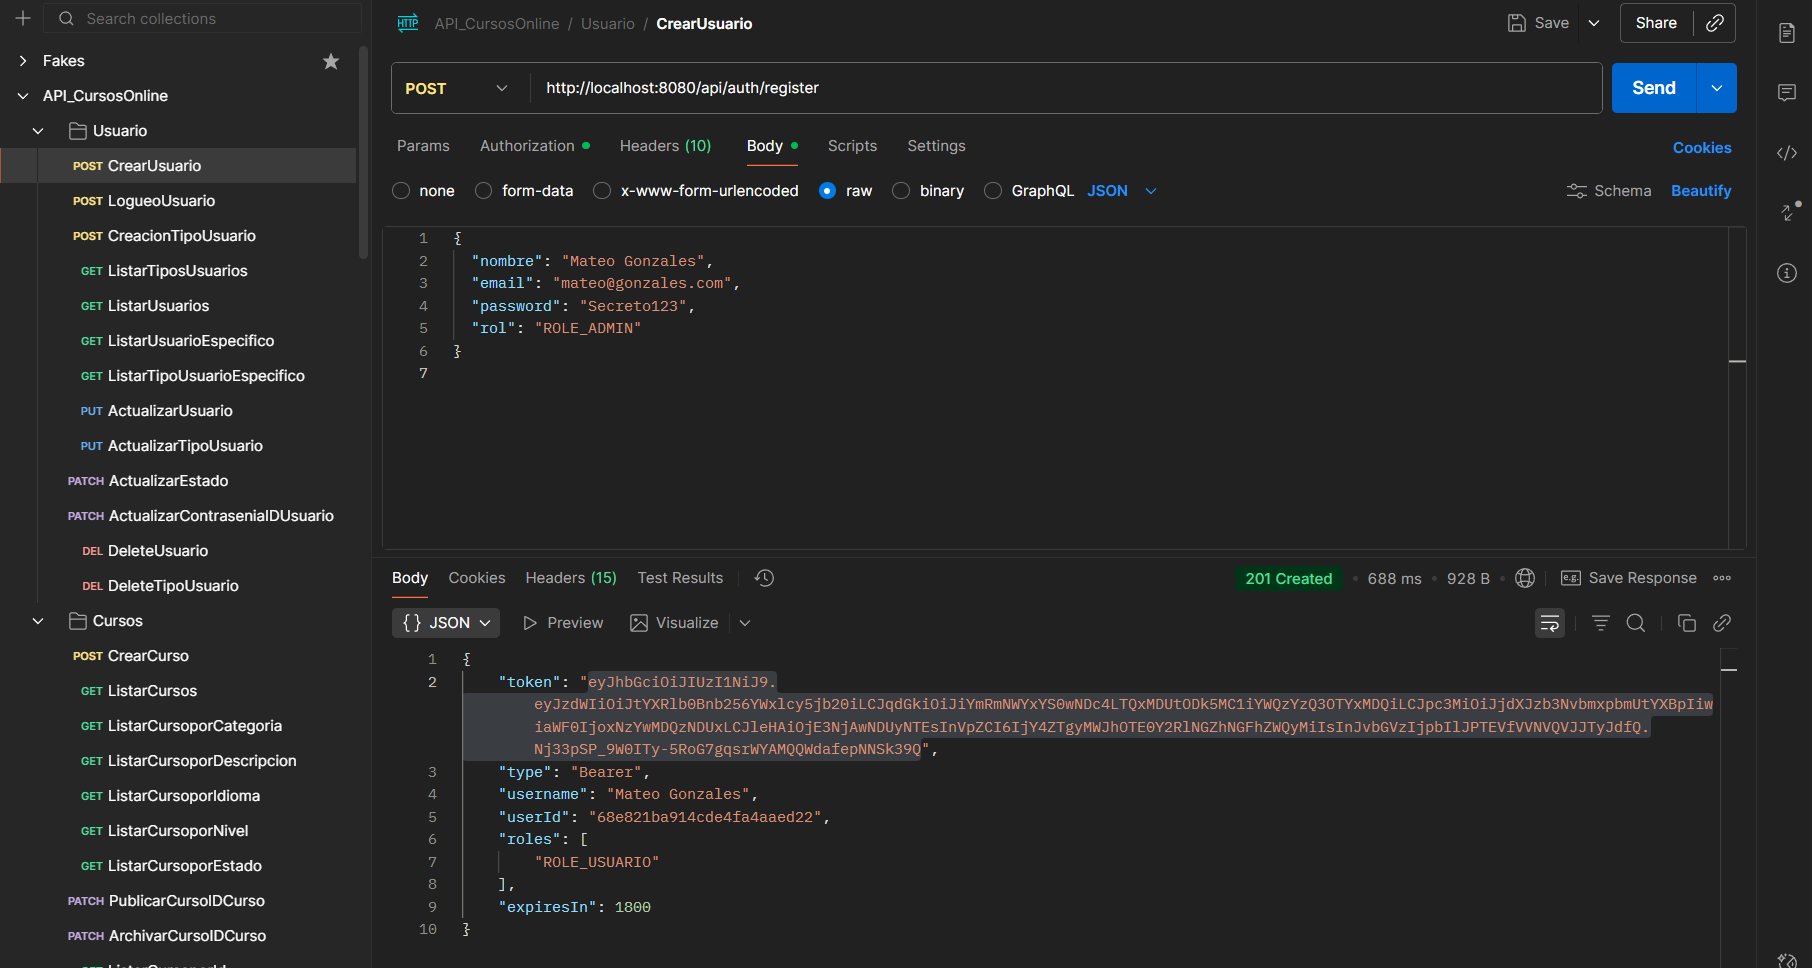 Search collections
Fakes
API_CursosOnline
Usuario
POST CrearUsuario
POST LogueoUsuario
POST CreacionTipoUsuario
GET ListarTiposUsuarios
GET ListarUsuarios
GET ListarUsuarioEspecifico
GET ListarTipoUsuarioEspecifico
PUT ActualizarUsuario
PUT ActualizarTipoUsuario
PATCH ActualizarEstado
PATCH ActualizarContraseniaIDUsuario
DEL DeleteUsuario
DEL DeleteTipoUsuario
Cursos
POST CrearCurso
GET ListarCursos
GET ListarCursoporCategoria
GET ListarCursoporDescripcion
GET ListarCursoporIdioma
GET ListarCursoporNivel
GET ListarCursoporEstado
PATCH PublicarCursoIDCurso
PATCH ArchivarCursoIDCurso
HTTP API_CursosOnline / Usuario / CrearUsuario
Save Share
POST http://localhost:8080/api/auth/register Send
Params Authorization Headers (10) Body Scripts Settings Cookies
none form-data x-www-form-urlencoded raw binary GraphQL JSON Schema Beautify
1 {
2 "nombre": "Mateo Gonzales",
3 "email": "mateo@gonzales.com",
4 "password": "Secreto123",
5 "rol": "ROLE_ADMIN"
6 }
7
Body Cookies Headers (15) Test Results 201 Created • 688 ms • 928 B • e.g. Save Response
{} JSON Preview Visualize
1 {
2 "token": "eyJhbGciOiJIUzI1NiJ9.
eyJzdWIiOiJtYXRlb0Bnb256YWxlcy5jb20iLCJqdGkiOiJiYmRmNWYxYS0wNDc4LTQxMDUtODk5MC1iYWQzYzQ3OTYxMDQiLCJpc3MiOiJjdXJzb3NvbmxpbmUtYXBpIiw
iaWF0IjoxNzYwMDQzNDUxLCJleHAiOjE3NjAwNDUyNTEsInVpZCI6IjY4ZTgyMWJhOTE0Y2RlNGZhNGFhZWQyMiIsInJvbGVzIjpbIlJPTEVfVVNVQVJJTyJdfQ.
Nj33pSP_9W0ITy-5RoG7gqsrWYAMQQWdafepNNSk39Q",
3 "type": "Bearer",
4 "username": "Mateo Gonzales",
5 "userId": "68e821ba914cde4fa4aaed22",
6 "roles": [
7 "ROLE_USUARIO"
8 ],
9 "expiresIn": 1800
10 }